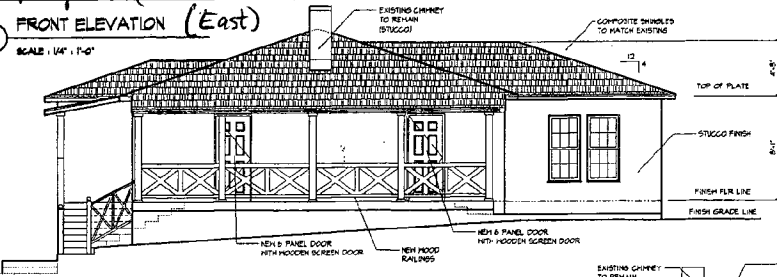 FRONT ELEVATION (East)
SCALE : 1/4" : 1'-0"
EXISTING CHIMNEY
TO REMAIN
(STUCCO)
COMPOSITE SHINGLES
TO MATCH EXISTING
12
4
TOP OF PLATE
STUCCO FINISH
8'-1"
FINISH FLR LINE
FINISH GRADE LINE
NEW 6 PANEL DOOR
WITH WOODEN SCREEN DOOR
NEW WOOD
RAILINGS
NEW 6 PANEL DOOR
WITH WOODEN SCREEN DOOR
EXISTING CHIMNEY
TO REMAIN